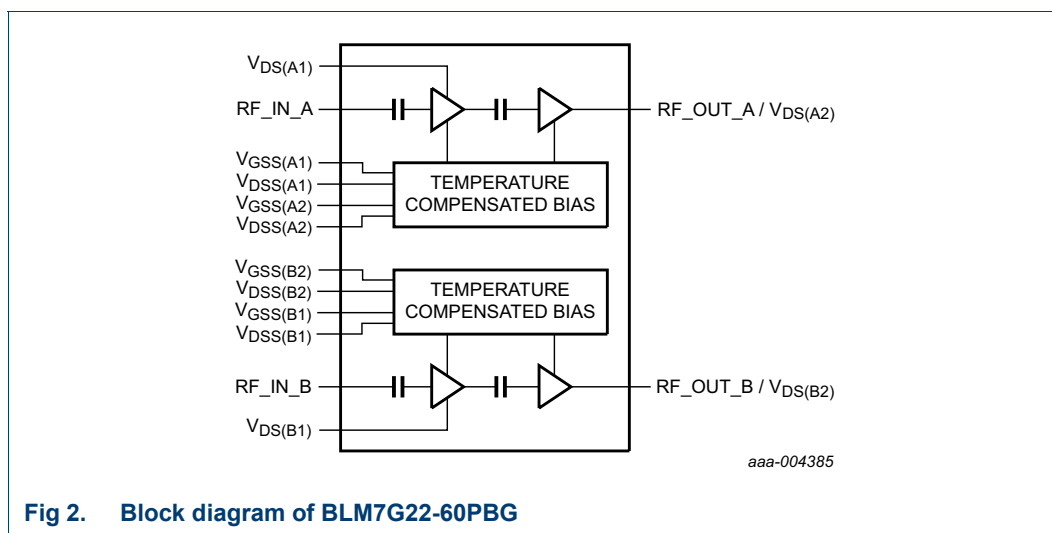 VDS(A1)
RF_IN_A
RF_OUT_A / VDS(A2)
VGSS(A1)
VDSS(A1)
VGSS(A2)
VDSS(A2)
TEMPERATURE
COMPENSATED BIAS
VGSS(B2)
VDSS(B2)
VGSS(B1)
VDSS(B1)
TEMPERATURE
COMPENSATED BIAS
RF_IN_B
RF_OUT_B / VDS(B2)
VDS(B1)
aaa-004385
Fig 2. Block diagram of BLM7G22-60PBG